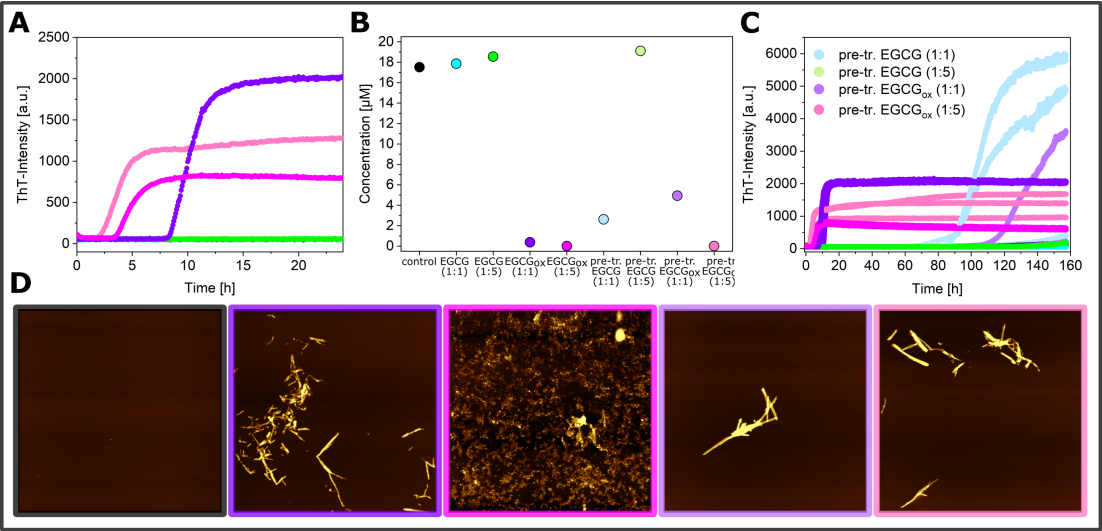 A
2500
2000
1500
1000
500
0
ThT-Intensity [a.u.]
0
5
10
15
20
Time [h]
B
20
18
16
14
12
10
8
6
4
2
0
Concentration [µM]
control
EGCG
(1:1)
EGCG
(1:5)
EGCGox
(1:1)
EGCGox
(1:5)
pre-tr.
EGCG
(1:1)
pre-tr.
EGCG
(1:5)
pre-tr.
EGCGox
(1:1)
pre-tr
EGCGo
(1:5)
C
6000
5000
4000
3000
2000
1000
0
ThT-Intensity [a.u.]
pre-tr. EGCG (1:1)
pre-tr. EGCG (1:5)
pre-tr. EGCGox (1:1)
pre-tr. EGCGox (1:5)
0
20
40
60
80
100
120
140
160
Time [h]
D